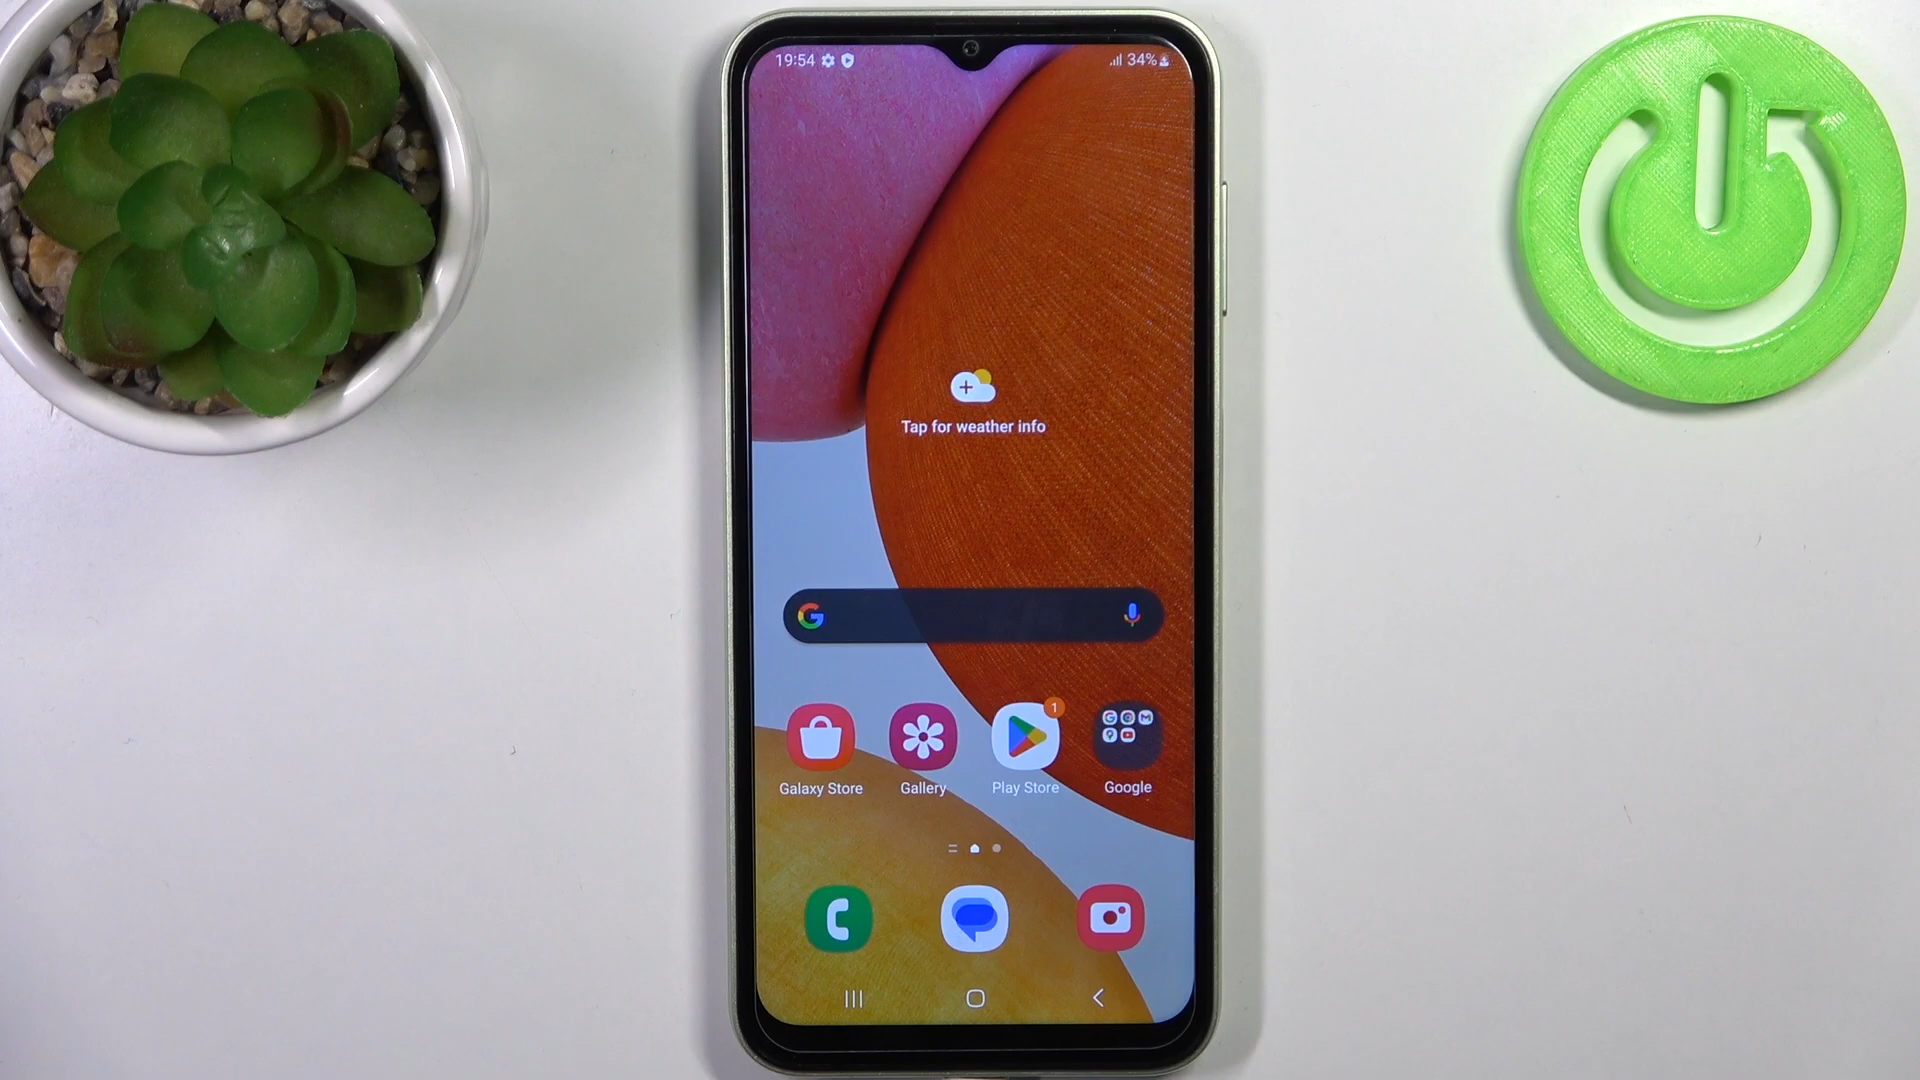 19:54
34%
Tap for weather info
Galaxy Store
Gallery
Play Store
1
Google